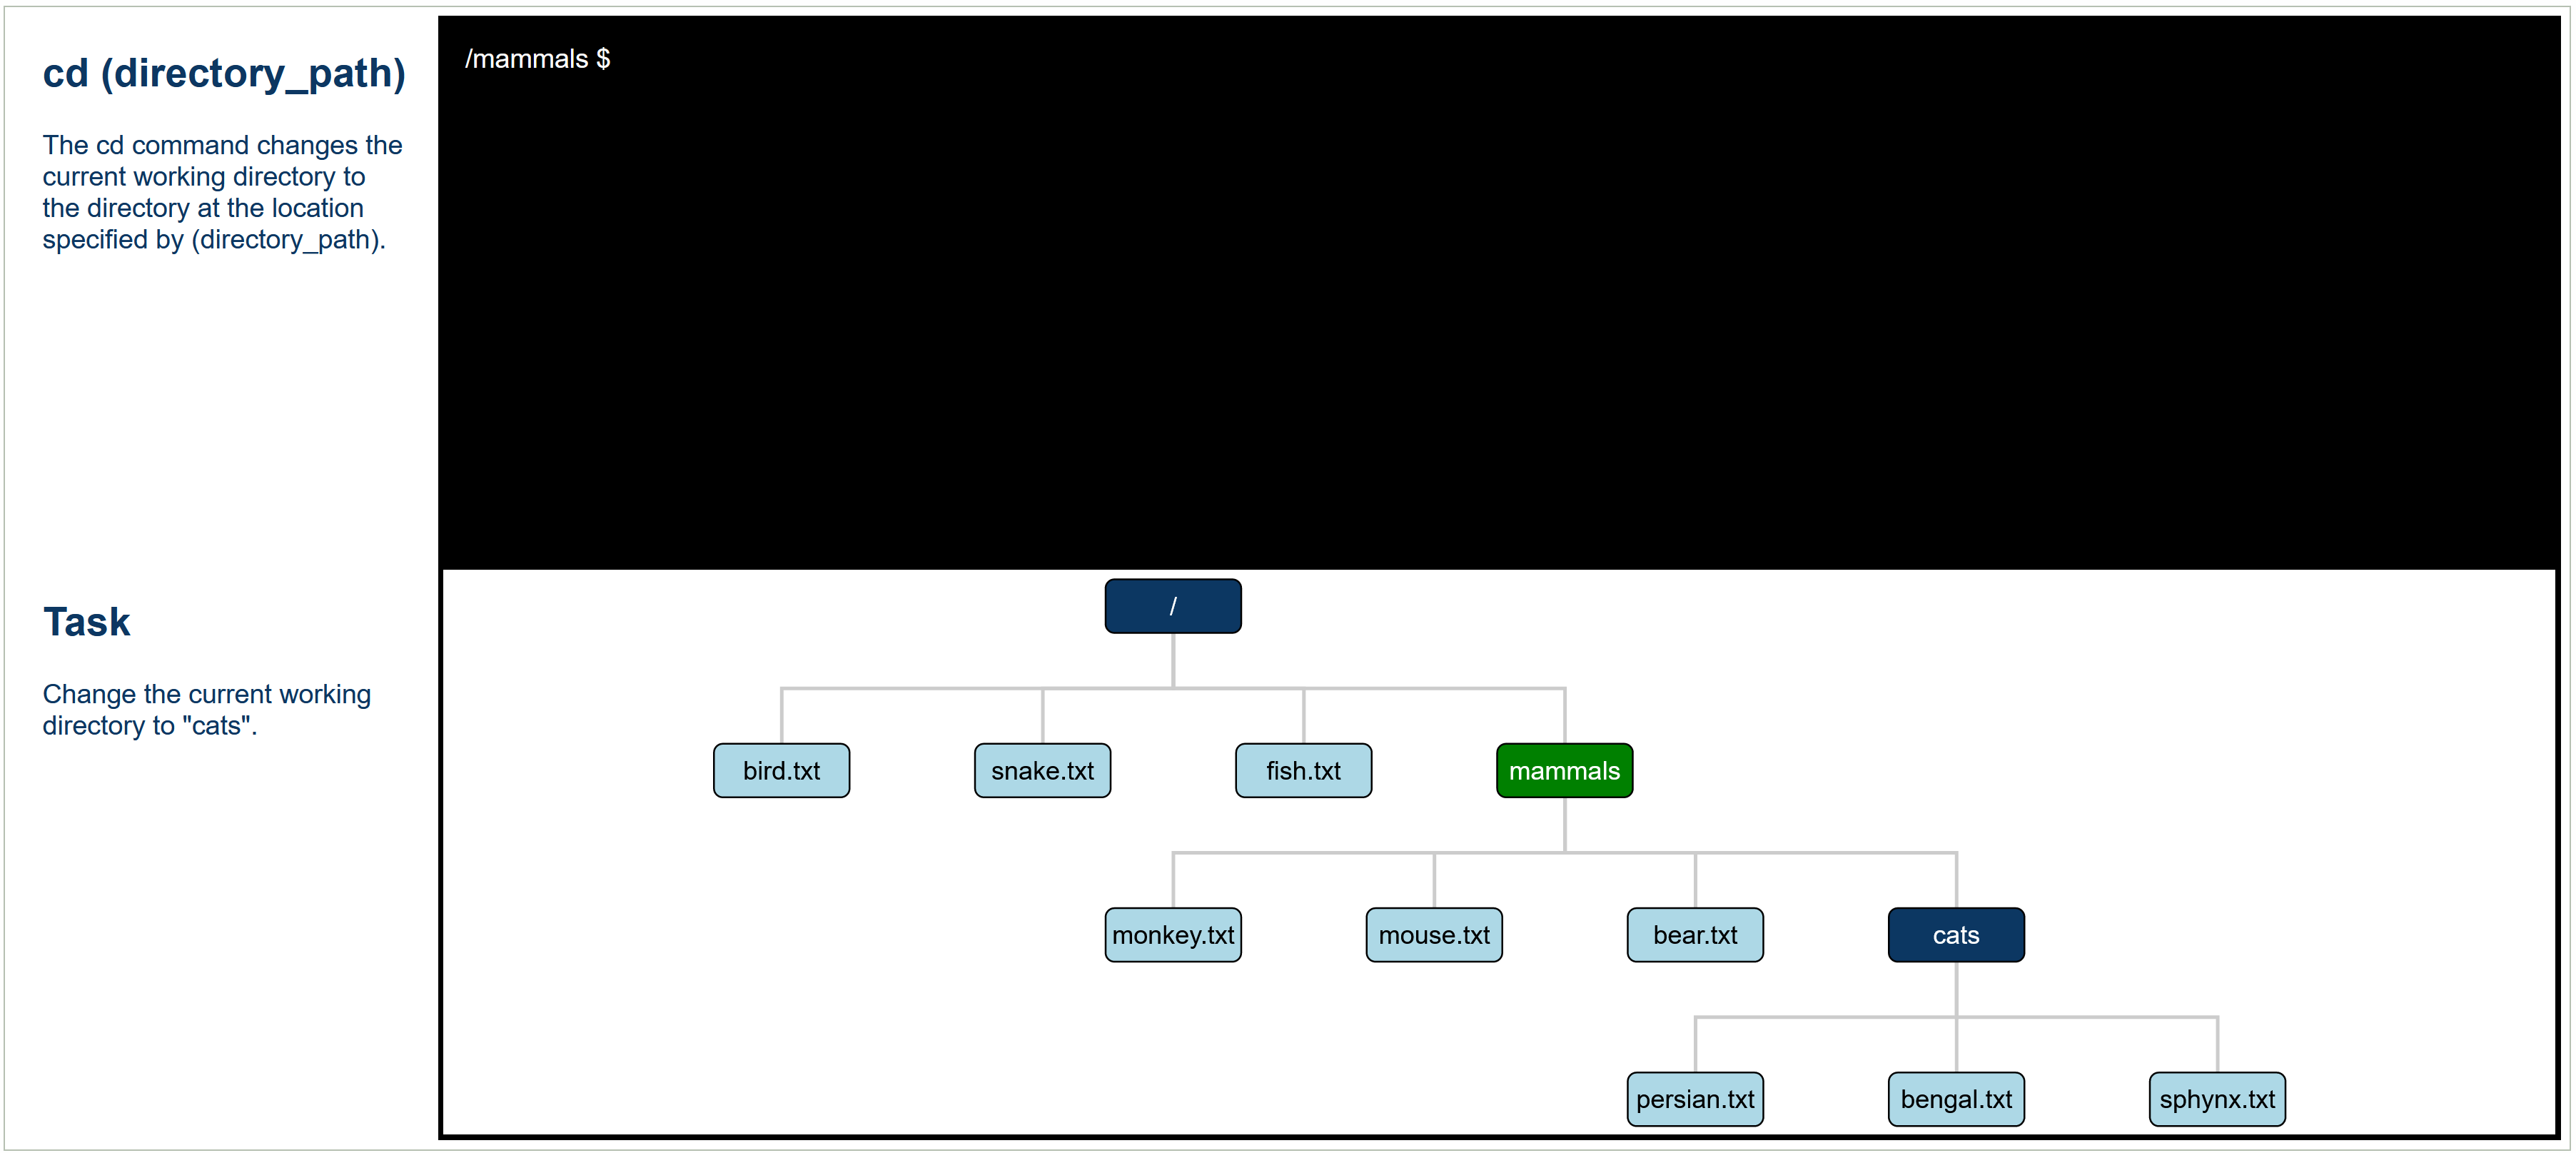 cd (directory_path)
The cd command changes the
current working directory to
the directory at the location
specified by (directory_path).
/mammals $
Task
Change the current working
directory to "cats".
/
bird.txt snake.txt fish.txt mammals
monkey.txt mouse.txt bear.txt cats
persian.txt bengal.txt sphynx.txt